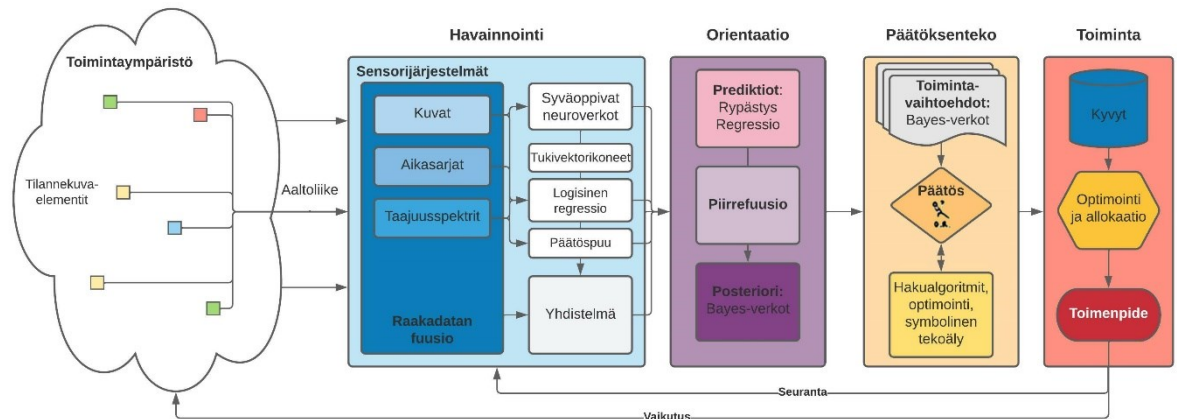 Toimintaympäristö
Tilannekuva-
elementit
Aaltoliike
Havainnointi
Sensorijärjestelmät
Kuvat
Aikasarjat
Taajuusspektrit
Raakadatan
fuusio
Syväoppivat
neuroverkot
Tukivektorikoneet
Logisinen
regressio
Päätöspuu
Yhdistelmä
Orientaatio
Prediktiot:
Rypästys
Regressio
Piirrefuusio
Posteriori:
Bayes-verkot
Päätöksenteko
Toiminta-
vaihtoehdot:
Bayes-verkot
Päätös
Hakualgoritmit,
optimointi,
symbolinen
tekoäly
Toiminta
Kyvyt
Optimointi
ja allokaatio
Toimenpide
Seuranta
Vaikutus